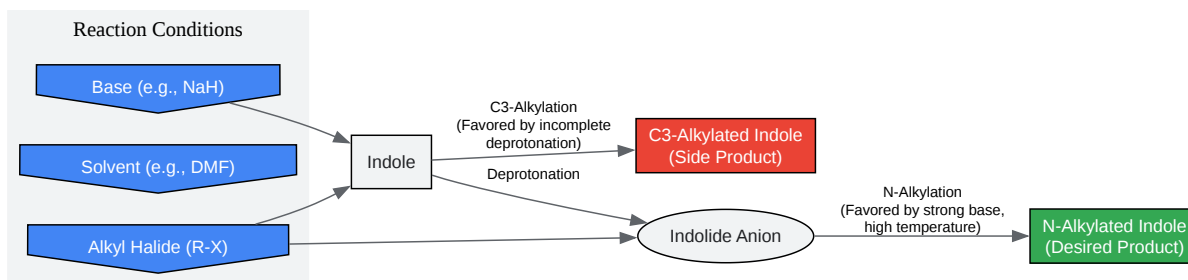 Reaction Conditions
Base (e.g., NaH)
Solvent (e.g., DMF)
Alkyl Halide (R-X)
Indole
C3-Alkylation
(Favored by incomplete
deprotonation)
Deprotonation
C3-Alkylated Indole
(Side Product)
Indolide Anion
N-Alkylation
(Favored by strong base,
high temperature)
N-Alkylated Indole
(Desired Product)